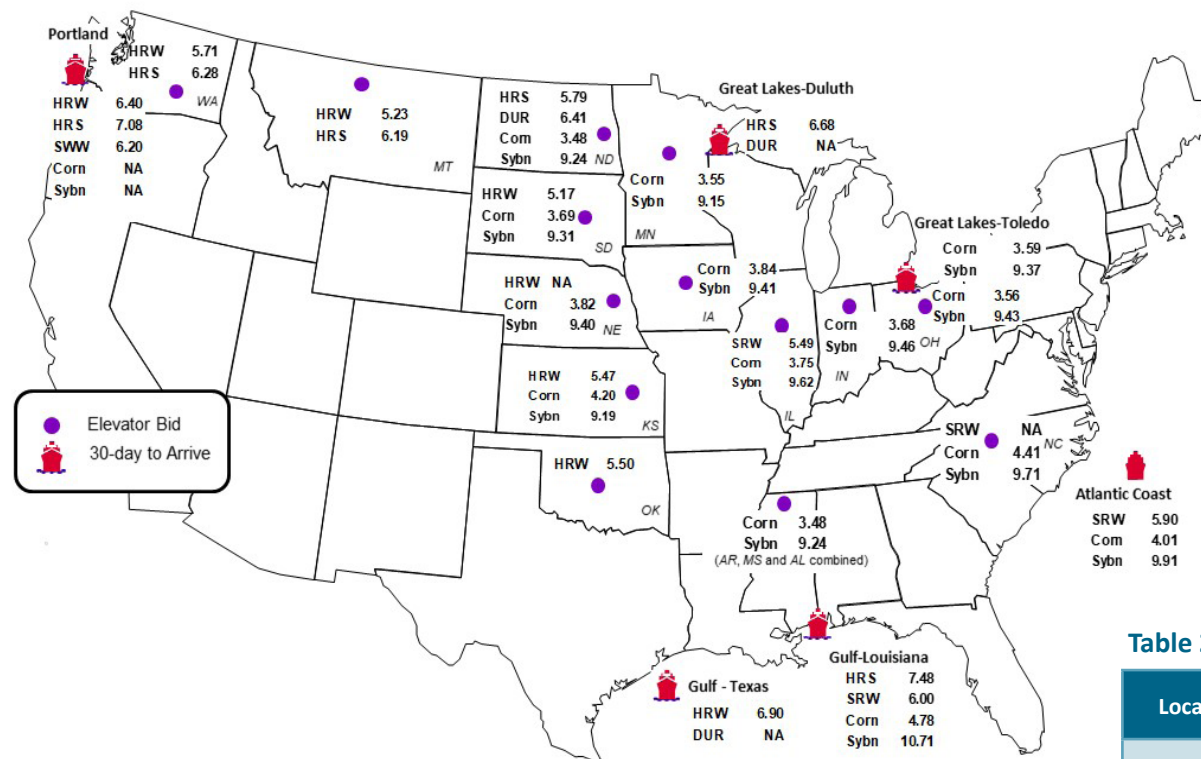 Portland
HRW 5.71
HRS 6.28
WA
HRW 6.40
HRS 7.08
SWW 6.20
Corn NA
Sybn NA
HRW 5.23
HRS 6.19
MT
HRS 5.79
DUR 6.41
Corn 3.48
Sybn 9.24 ND
HRW 5.17
Corn 3.69
Sybn 9.31
SD
HRW NA
Corn 3.82
Sybn 9.40 NE
HRW 5.47
Corn 4.20
Sybn 9.19
KS
HRW 5.50
OK
Great Lakes-Duluth
HRS 6.68
DUR NA
Corn 3.55
Sybn 9.15
MN
Corn 3.84
Sybn 9.41
IA
SRW 5.49
Corn 3.75
Sybn 9.62
IL
Great Lakes-Toledo
Corn 3.59
Sybn 9.37
Corn 3.56
Sybn 9.43
OH
Corn 3.68
Sybn 9.46
IN
SRW NA
Corn 4.41 NC
Sybn 9.71
Atlantic Coast
SRW 5.90
Corn 4.01
Sybn 9.91
Corn 3.48
Sybn 9.24
(AR, MS and AL combined)
Gulf-Louisiana
HRS 7.48
SRW 6.00
Corn 4.78
Sybn 10.71
Gulf - Texas
HRW 6.90
DUR NA
Elevator Bid
30-day to Arrive
Table
Loca